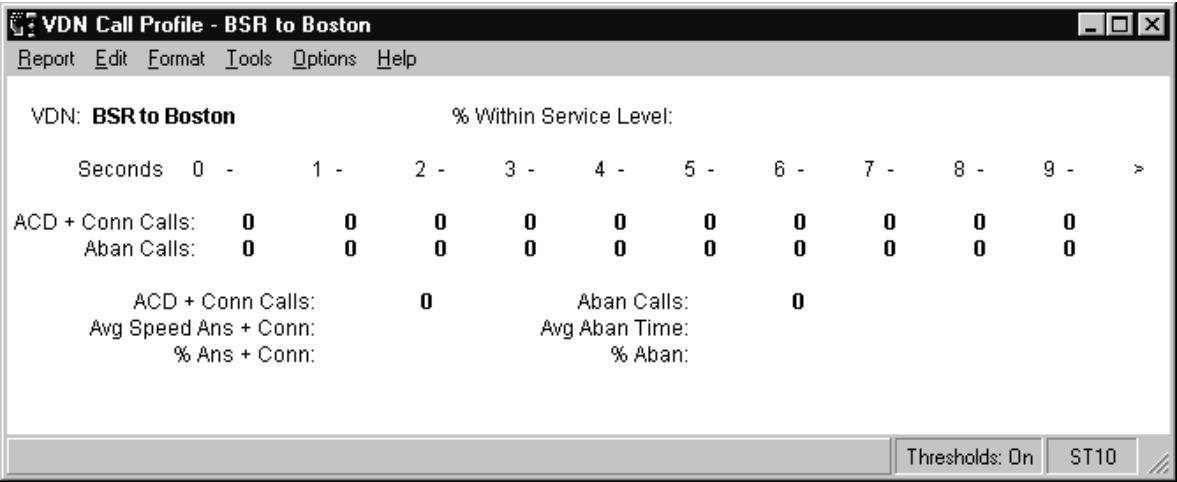 VDN Call Profile - BSR to Boston
Report Edit Format Tools Options Help
VDN: BSR to Boston % Within Service Level:
Seconds 0 - 1 - 2 - 3 - 4 - 5 - 6 - 7 - 8 - 9 - >
ACD + Conn Calls: 0 0 0 0 0 0 0 0 0 0
Aban Calls: 0 0 0 0 0 0 0 0 0 0
ACD + Conn Calls: 0 Aban Calls: 0
Avg Speed Ans + Conn: Avg Aban Time:
% Ans + Conn: % Aban:
Thresholds: On ST10